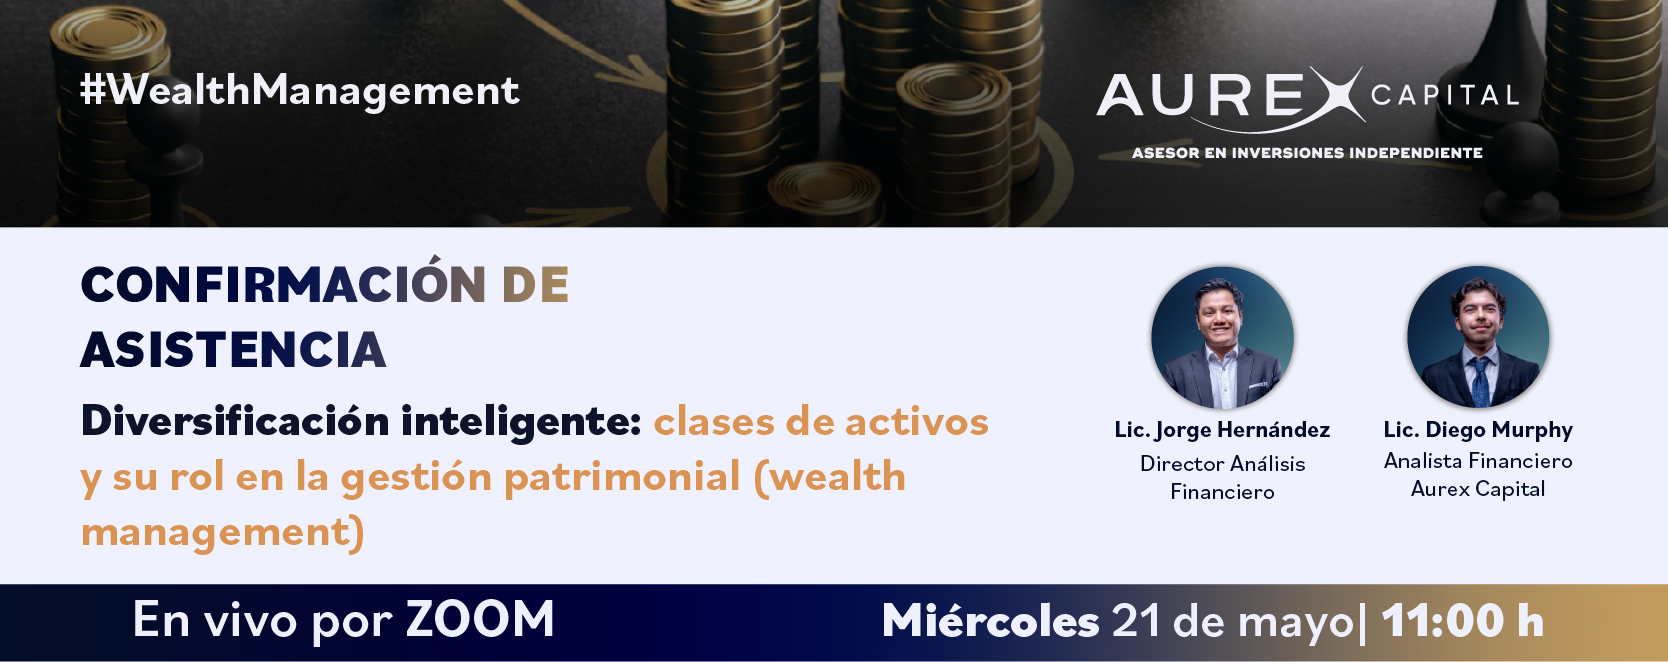 #WealthManagement
AUREX CAPITAL
ASESOR EN INVERSIONES INDEPENDIENTE
CONFIRMACIÓN DE
ASISTENCIA
Diversificación inteligente: clases de activos
y su rol en la gestión patrimonial (wealth
management)
Lic. Jorge Hernández
Director Análisis
Financiero
Lic. Diego Murphy
Analista Financiero
Aurex Capital
En vivo por ZOOM
Miércoles 21 de mayo| 11:00 h